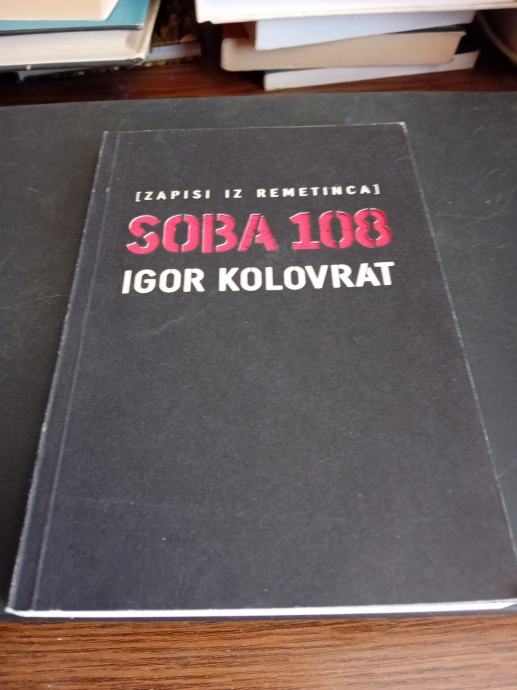 [ZAPISI IZ REMETINCA]
SOBA 108
IGOR KOLOVRAT